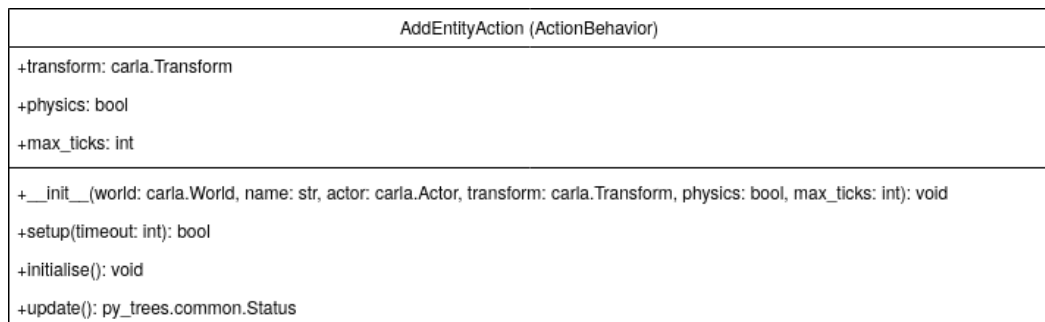 AddEntityAction (ActionBehavior)
+transform: carla.Transform
+physics: bool
+max_ticks: int
+__init__(world: carla.World, name: str, actor: carla.Actor, transform: carla.Transform, physics: bool, max_ticks: int): void
+setup(timeout: int): bool
+initialise(): void
+update(): py_trees.common.Status